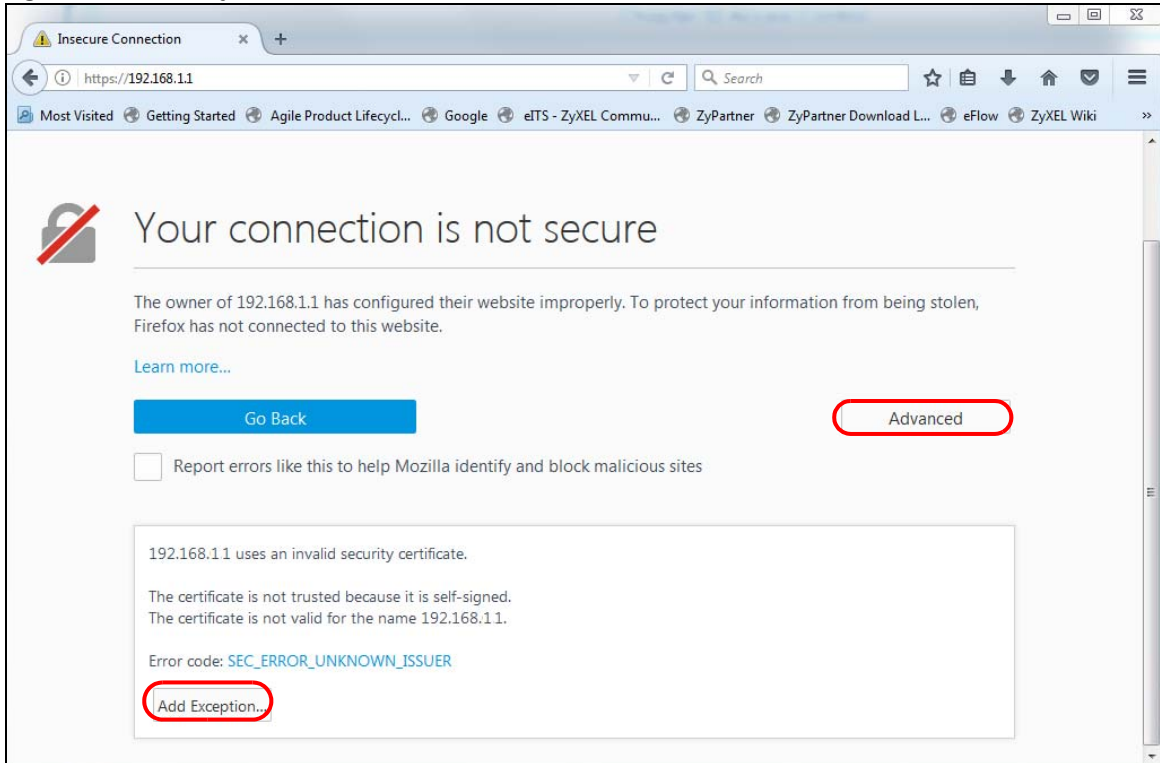 Insecure Connection
https://192.168.1.1
Search
Most Visited Getting Started Agile Product Lifecycl... Google eITS - ZyXEL Commu... ZyPartner ZyPartner Download L... eFlow ZyXEL Wiki »
Your connection is not secure
The owner of 192.168.1.1 has configured their website improperly. To protect your information from being stolen,
Firefox has not connected to this website.
Learn more...
Go Back
Advanced
Report errors like this to help Mozilla identify and block malicious sites
192.168.1.1 uses an invalid security certificate.
The certificate is not trusted because it is self-signed.
The certificate is not valid for the name 192.168.1.1.
Error code: SEC_ERROR_UNKNOWN_ISSUER
Add Exception...